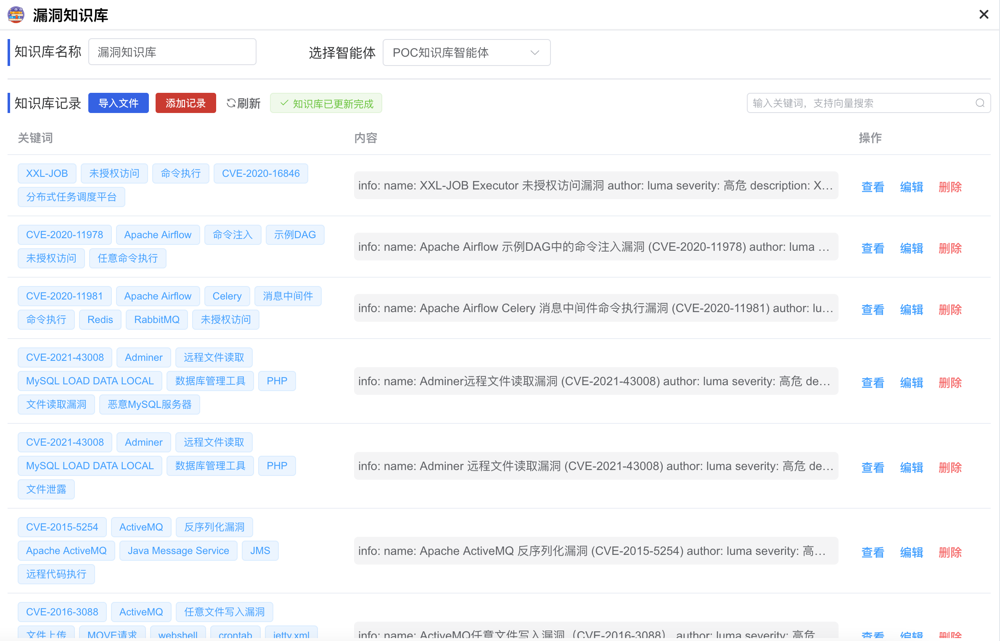 漏洞知识库
知识库名称 漏洞知识库 选择智能体 POC知识库智能体
知识库记录 导入文件 添加记录 刷新 知识库已更新完成 输入关键词，支持向量搜索
关键词 内容 操作
XXL-JOB 未授权访问 命令执行 CVE-2020-16846
分布式任务调度平台
info: name: XXL-JOB Executor 未授权访问漏洞 author: luma severity: 高危 description: X...
查看 编辑 删除
CVE-2020-11978 Apache Airflow 命令注入 示例DAG
未授权访问 任意命令执行
info: name: Apache Airflow 示例DAG中的命令注入漏洞 (CVE-2020-11978) author: luma ...
查看 编辑 删除
CVE-2020-11981 Apache Airflow Celery 消息中间件
命令执行 Redis RabbitMQ 未授权访问
info: name: Apache Airflow Celery 消息中间件命令执行漏洞 (CVE-2020-11981) author: lu...
查看 编辑 删除
CVE-2021-43008 Adminer 远程文件读取
MySQL LOAD DATA LOCAL 数据库管理工具 PHP
文件读取漏洞 恶意MySQL服务器
info: name: Adminer远程文件读取漏洞 (CVE-2021-43008) author: luma severity: 高危 de...
查看 编辑 删除
CVE-2021-43008 Adminer 远程文件读取
MySQL LOAD DATA LOCAL 数据库管理工具 PHP
文件泄露
info: name: Adminer 远程文件读取漏洞 (CVE-2021-43008) author: luma severity: 高危 de...
查看 编辑 删除
CVE-2015-5254 ActiveMQ 反序列化漏洞
Apache ActiveMQ Java Message Service JMS
远程代码执行
info: name: Apache ActiveMQ 反序列化漏洞 (CVE-2015-5254) author: luma severity: 高...
查看 编辑 删除
CVE-2016-3088 ActiveMQ 任意文件写入漏洞
文件上传 MOVE请求 webshell crontab jetty.xml
info: name: ActiveMQ任意文件写入漏洞（CVE-2016-3088） author: luma severity: 高危
查看 编辑 删除